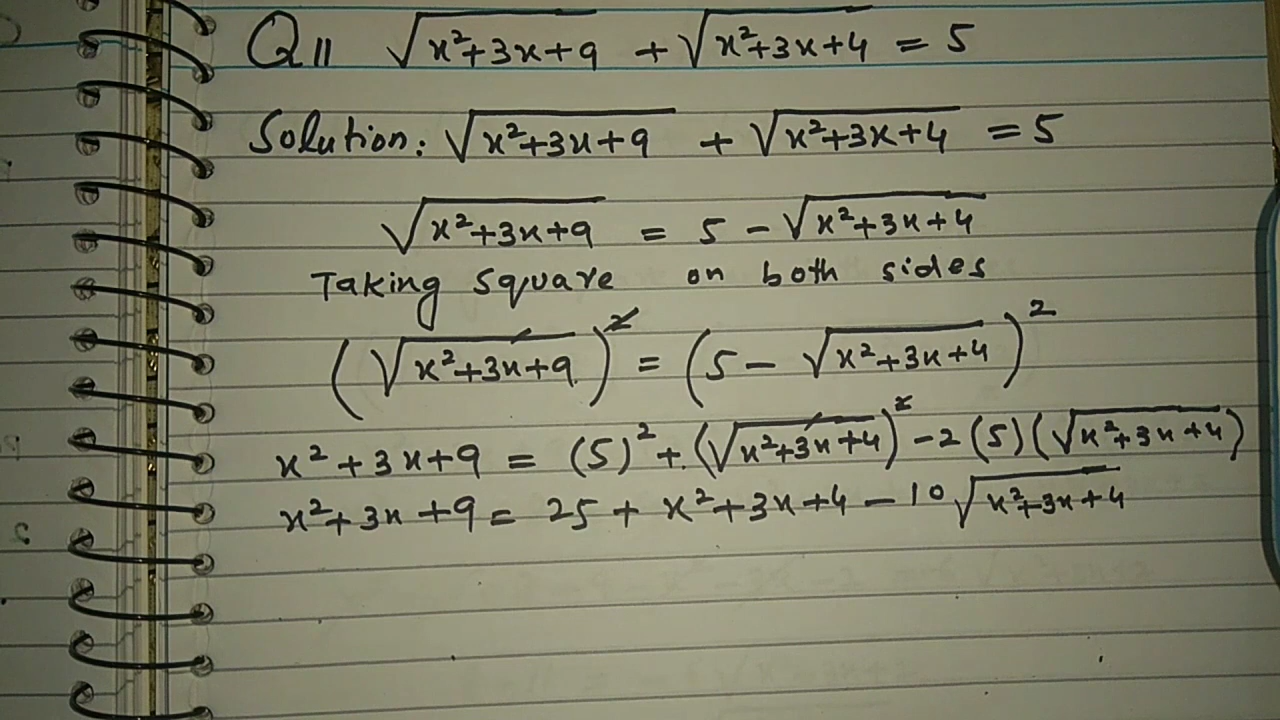 Q11 √(x²+3x+9) + √(x²+3x+4) = 5
Solution: √(x²+3x+9) + √(x²+3x+4) = 5
√(x²+3x+9) = 5 - √(x²+3x+4)
Taking square on both sides
(√(x²+3x+9))² = (5 - √(x²+3x+4))²
x²+3x+9 = (5)² + (√(x²+3x+4))² - 2(5)(√(x²+3x+4))
x²+3x+9 = 25 + x²+3x+4 - 10√(x²+3x+4)